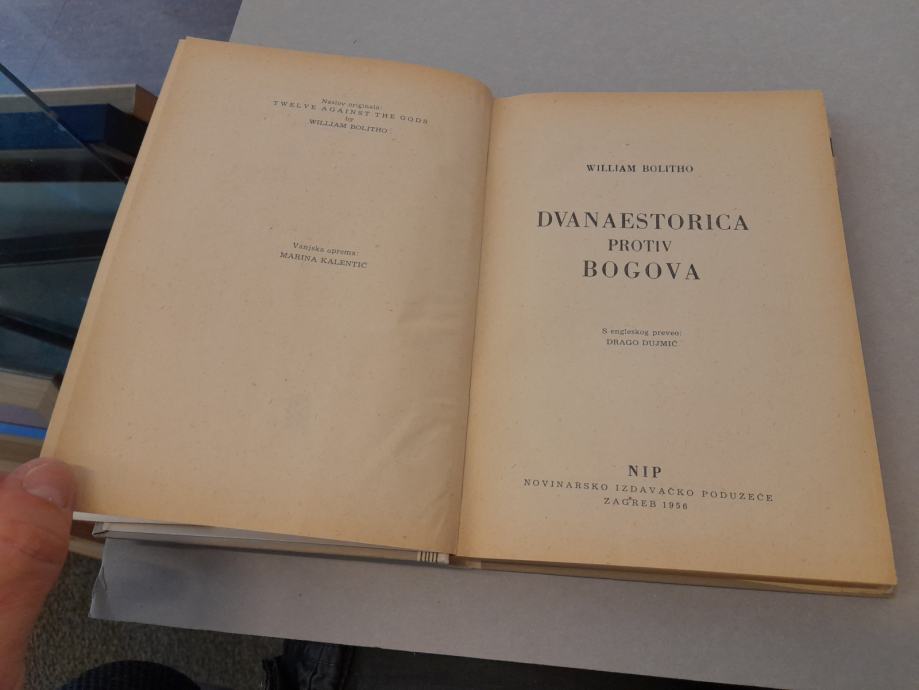 Naslov originala:
TWELVE AGAINST THE GODS
by
WILLIAM BOLITHO
Vanjska oprema:
MARINA KALENTIĆ
WILLIAM BOLITHO
DVANAESTORICA
PROTIV
BOGOVA
S engleskog preveo:
DRAGO DUJMIĆ
NIP
NOVINARSKO IZDAVAČKO PODUZEĆE
ZAGREB 1956